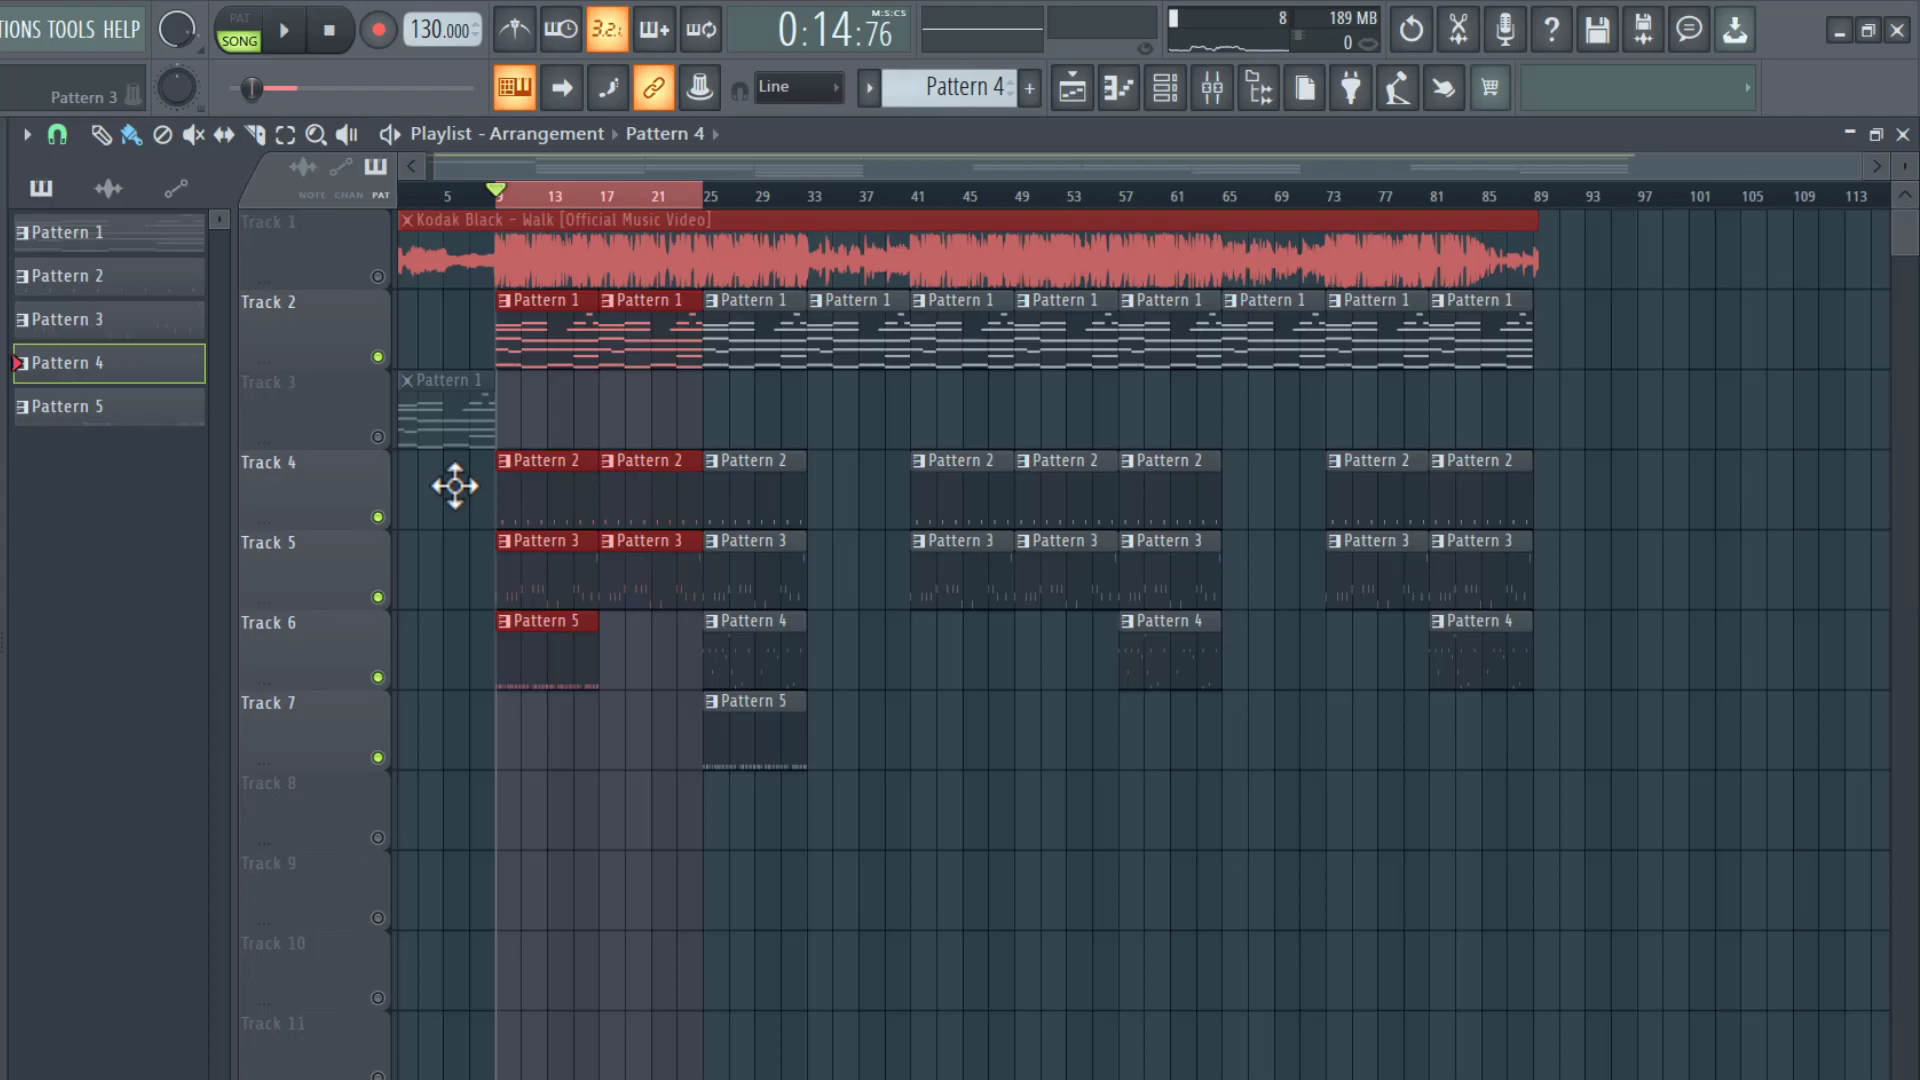 IONS TOOLS HELP
PAT
SONG
130.000
3.2.
0:14:76
M:S:CS
8
189 MB
0
Pattern 3
Line
Pattern 4
+
Playlist - Arrangement › Pattern 4
NOTE CHAN PAT
5 9 13 17 21 25 29 33 37 41 45 49 53 57 61 65 69 73 77 81 85 89 93 97 101 105 109 113
Pattern 1
Pattern 2
Pattern 3
Pattern 4
Pattern 5
Track 1
Kodak Black - Walk [Official Music Video]
Track 2
Pattern 1 Pattern 1 Pattern 1 Pattern 1 Pattern 1 Pattern 1 Pattern 1 Pattern 1 Pattern 1 Pattern 1
Track 3
Pattern 1
Track 4
Pattern 2 Pattern 2 Pattern 2 Pattern 2 Pattern 2 Pattern 2 Pattern 2 Pattern 2
Track 5
Pattern 3 Pattern 3 Pattern 3 Pattern 3 Pattern 3 Pattern 3 Pattern 3 Pattern 3
Track 6
Pattern 5 Pattern 4 Pattern 4 Pattern 4
Track 7
Pattern 5
Track 8
Track 9
Track 10
Track 11